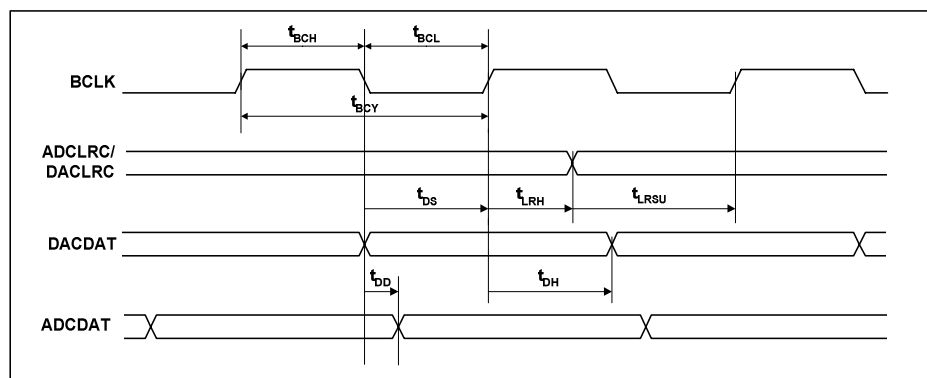 tBCH
tBCL
BCLK
tBCY
ADCLRC/
DACLRC
tDS
tLRH
tLRSU
DACDAT
tDD
tDH
ADCDAT